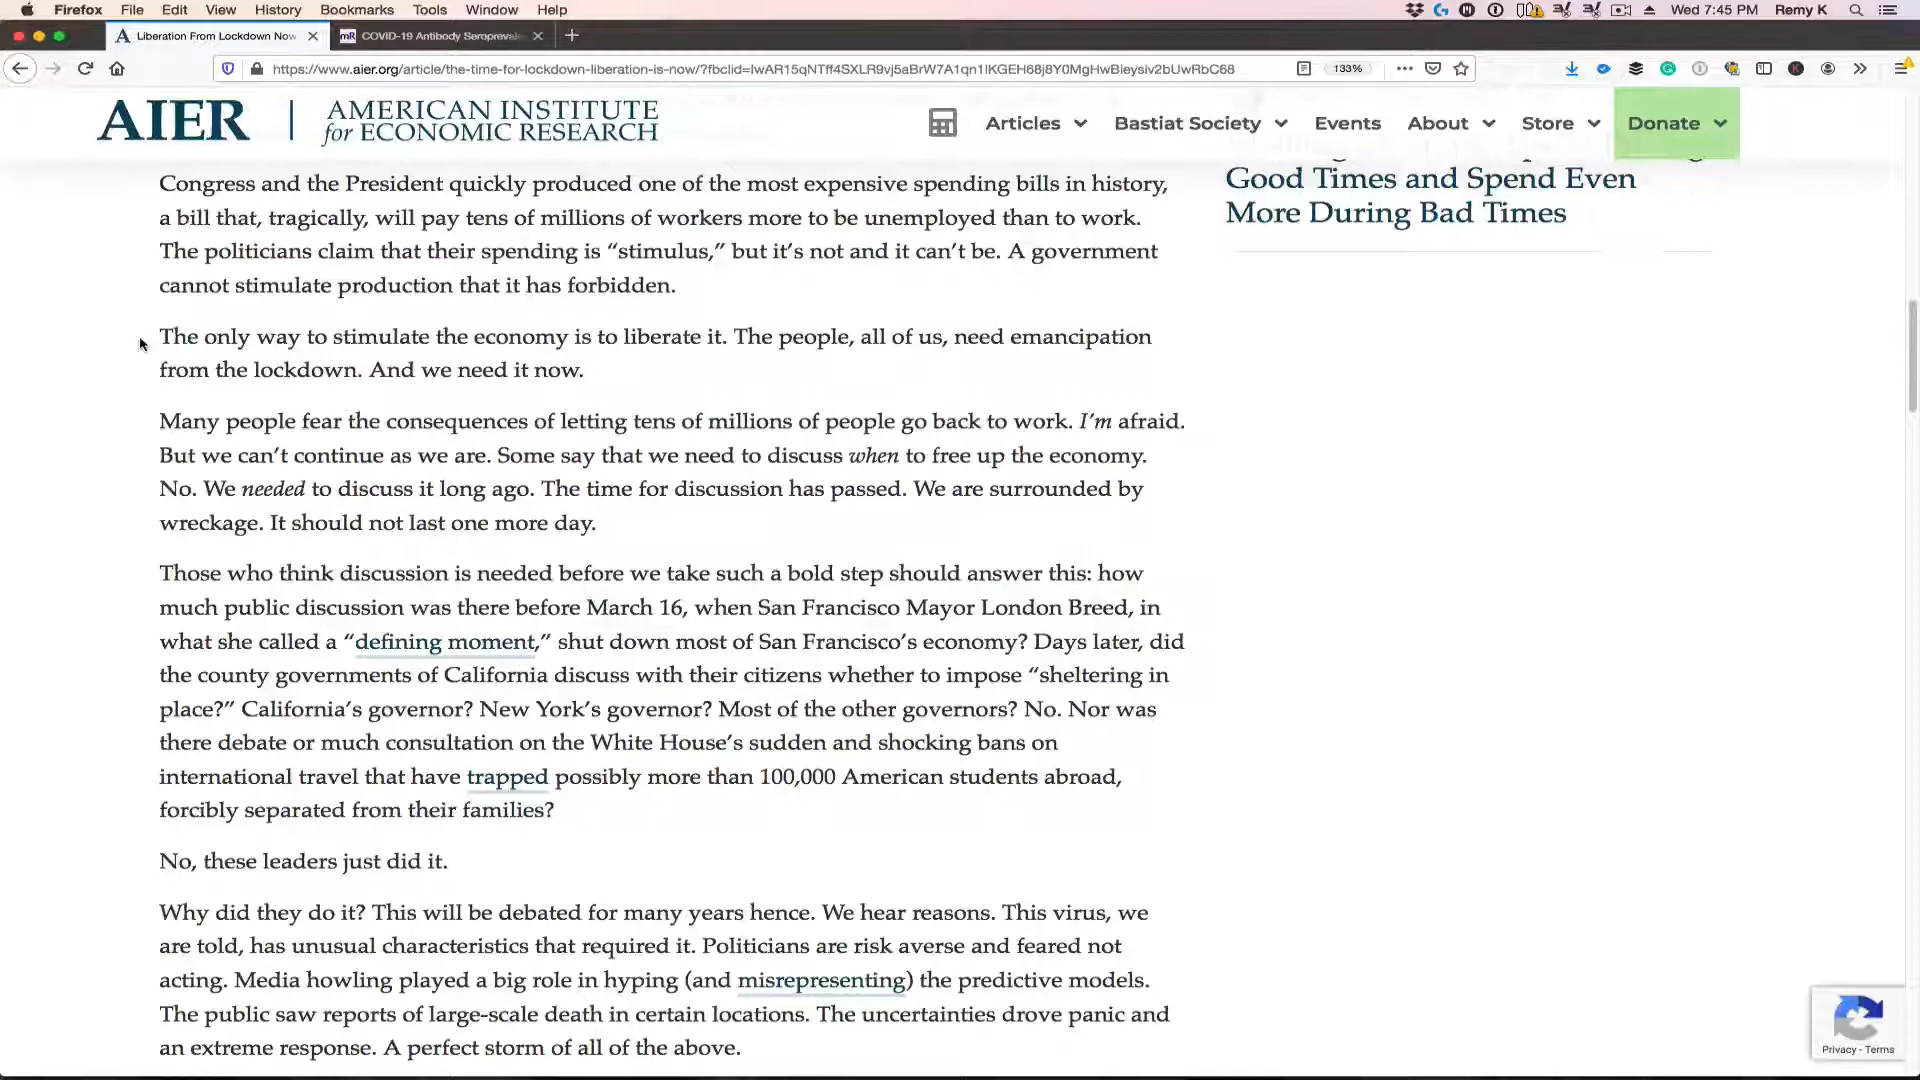 Firefox File Edit View History Bookmarks Tools Window Help Wed 7:45 PM Remy K
Liberation From Lockdown Now
mR COVID-19 Antibody Seropreval
https://www.aier.org/article/the-time-for-lockdown-liberation-is-now/?fbclid=IwAR15qNTff4SXLR9vj5aBrW7A1qn1IKGEH68j8Y0MgHwBieysiv2bUwRbC68 133%
AIER
AMERICAN INSTITUTE
for ECONOMIC RESEARCH
Articles Bastiat Society Events About Store Donate
Good Times and Spend Even
More During Bad Times
Congress and the President quickly produced one of the most expensive spending bills in history,
a bill that, tragically, will pay tens of millions of workers more to be unemployed than to work.
The politicians claim that their spending is “stimulus,” but it’s not and it can’t be. A government
cannot stimulate production that it has forbidden.
The only way to stimulate the economy is to liberate it. The people, all of us, need emancipation
from the lockdown. And we need it now.
Many people fear the consequences of letting tens of millions of people go back to work. I’m afraid.
But we can’t continue as we are. Some say that we need to discuss when to free up the economy.
No. We needed to discuss it long ago. The time for discussion has passed. We are surrounded by
wreckage. It should not last one more day.
Those who think discussion is needed before we take such a bold step should answer this: how
much public discussion was there before March 16, when San Francisco Mayor London Breed, in
what she called a “defining moment,” shut down most of San Francisco’s economy? Days later, did
the county governments of California discuss with their citizens whether to impose “sheltering in
place?” California’s governor? New York’s governor? Most of the other governors? No. Nor was
there debate or much consultation on the White House’s sudden and shocking bans on
international travel that have trapped possibly more than 100,000 American students abroad,
forcibly separated from their families?
No, these leaders just did it.
Why did they do it? This will be debated for many years hence. We hear reasons. This virus, we
are told, has unusual characteristics that required it. Politicians are risk averse and feared not
acting. Media howling played a big role in hyping (and misrepresenting) the predictive models.
The public saw reports of large-scale death in certain locations. The uncertainties drove panic and
an extreme response. A perfect storm of all of the above.
Privacy - Terms